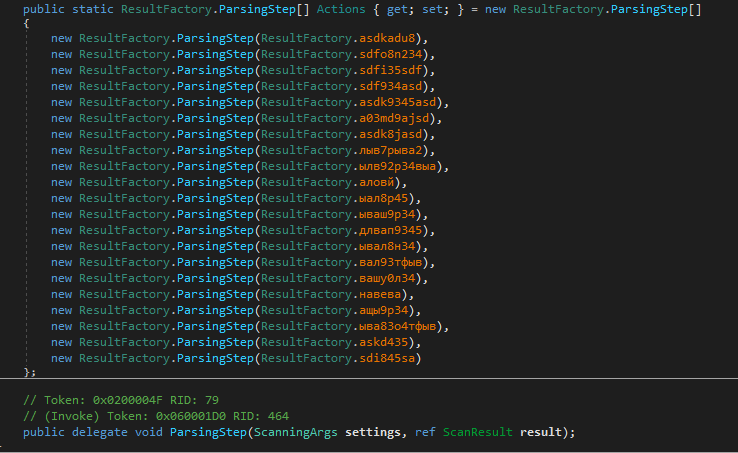 public static ResultFactory.ParsingStep[] Actions { get; set; } = new ResultFactory.ParsingStep[]
{
new ResultFactory.ParsingStep(ResultFactory.asdkadu8),
new ResultFactory.ParsingStep(ResultFactory.sdfo8n234),
new ResultFactory.ParsingStep(ResultFactory.sdfi35sdf),
new ResultFactory.ParsingStep(ResultFactory.sdf934asd),
new ResultFactory.ParsingStep(ResultFactory.asdk9345asd),
new ResultFactory.ParsingStep(ResultFactory.a03md9ajsd),
new ResultFactory.ParsingStep(ResultFactory.asdk8jasd),
new ResultFactory.ParsingStep(ResultFactory.лыв7рыва2),
new ResultFactory.ParsingStep(ResultFactory.ылв92р34выа),
new ResultFactory.ParsingStep(ResultFactory.аловй),
new ResultFactory.ParsingStep(ResultFactory.ыал8р45),
new ResultFactory.ParsingStep(ResultFactory.ываш9р34),
new ResultFactory.ParsingStep(ResultFactory.длвап9345),
new ResultFactory.ParsingStep(ResultFactory.ывал8н34),
new ResultFactory.ParsingStep(ResultFactory.вал93тфыв),
new ResultFactory.ParsingStep(ResultFactory.вашу0л34),
new ResultFactory.ParsingStep(ResultFactory.навева),
new ResultFactory.ParsingStep(ResultFactory.ащы9р34),
new ResultFactory.ParsingStep(ResultFactory.ыва83о4тфыв),
new ResultFactory.ParsingStep(ResultFactory.askd435),
new ResultFactory.ParsingStep(ResultFactory.sdi845sa)
};
// Token: 0x0200004F RID: 79
// (Invoke) Token: 0x060001D0 RID: 464
public delegate void ParsingStep(ScanningArgs settings, ref ScanResult result);